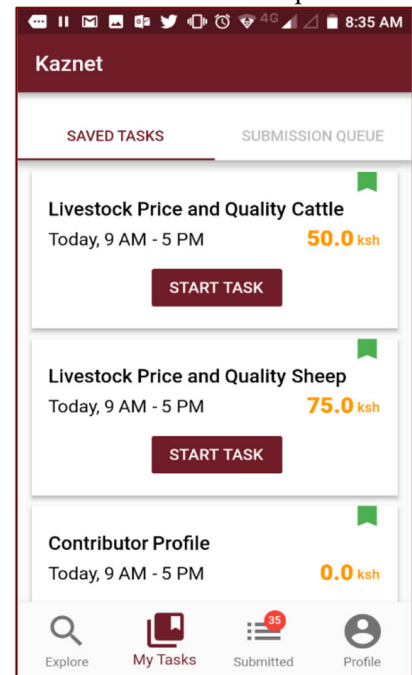 4G 8:35 AM
Kaznet
SAVED TASKS SUBMISSION QUEUE
Livestock Price and Quality Cattle
Today, 9 AM - 5 PM 50.0 ksh
START TASK
Livestock Price and Quality Sheep
Today, 9 AM - 5 PM 75.0 ksh
START TASK
Contributor Profile
Today, 9 AM - 5 PM 0.0 ksh
35
Explore My Tasks Submitted Profile